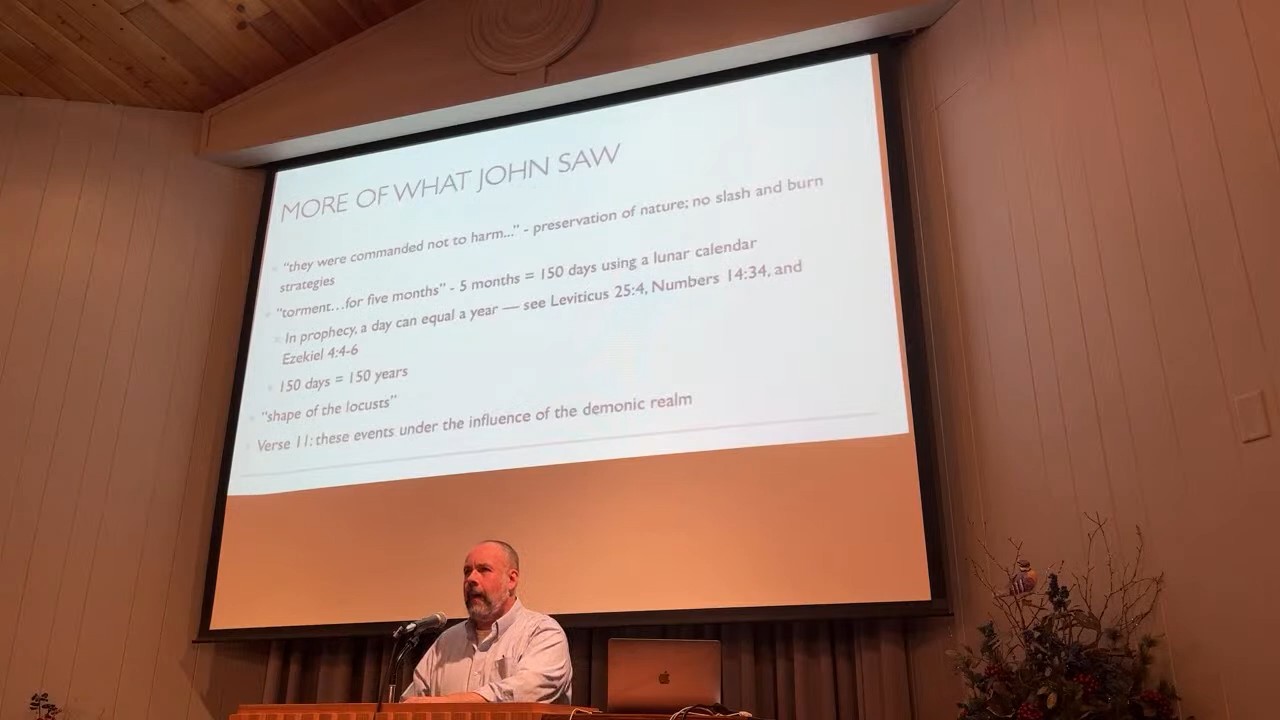 MORE OF WHAT JOHN SAW
"they were commanded not to harm..." - preservation of nature; no slash and burn
strategies
"torment...for five months" - 5 months = 150 days using a lunar calendar
In prophecy, a day can equal a year — see Leviticus 25:4, Numbers 14:34, and
Ezekiel 4:4-6
150 days = 150 years
"shape of the locusts"
Verse 11: these events under the influence of the demonic realm